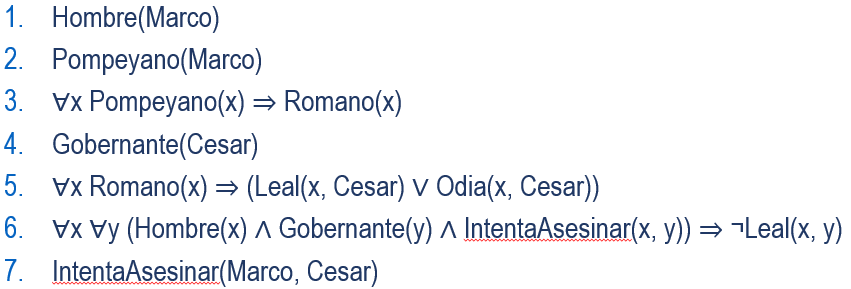 1. Hombre(Marco)
2. Pompeyano(Marco)
3. ∀x Pompeyano(x) ⇒ Romano(x)
4. Gobernante(Cesar)
5. ∀x Romano(x) ⇒ (Leal(x, Cesar) ∨ Odia(x, Cesar))
6. ∀x ∀y (Hombre(x) ∧ Gobernante(y) ∧ IntentaAsesinar(x, y)) ⇒ ¬Leal(x, y)
7. IntentaAsesinar(Marco, Cesar)